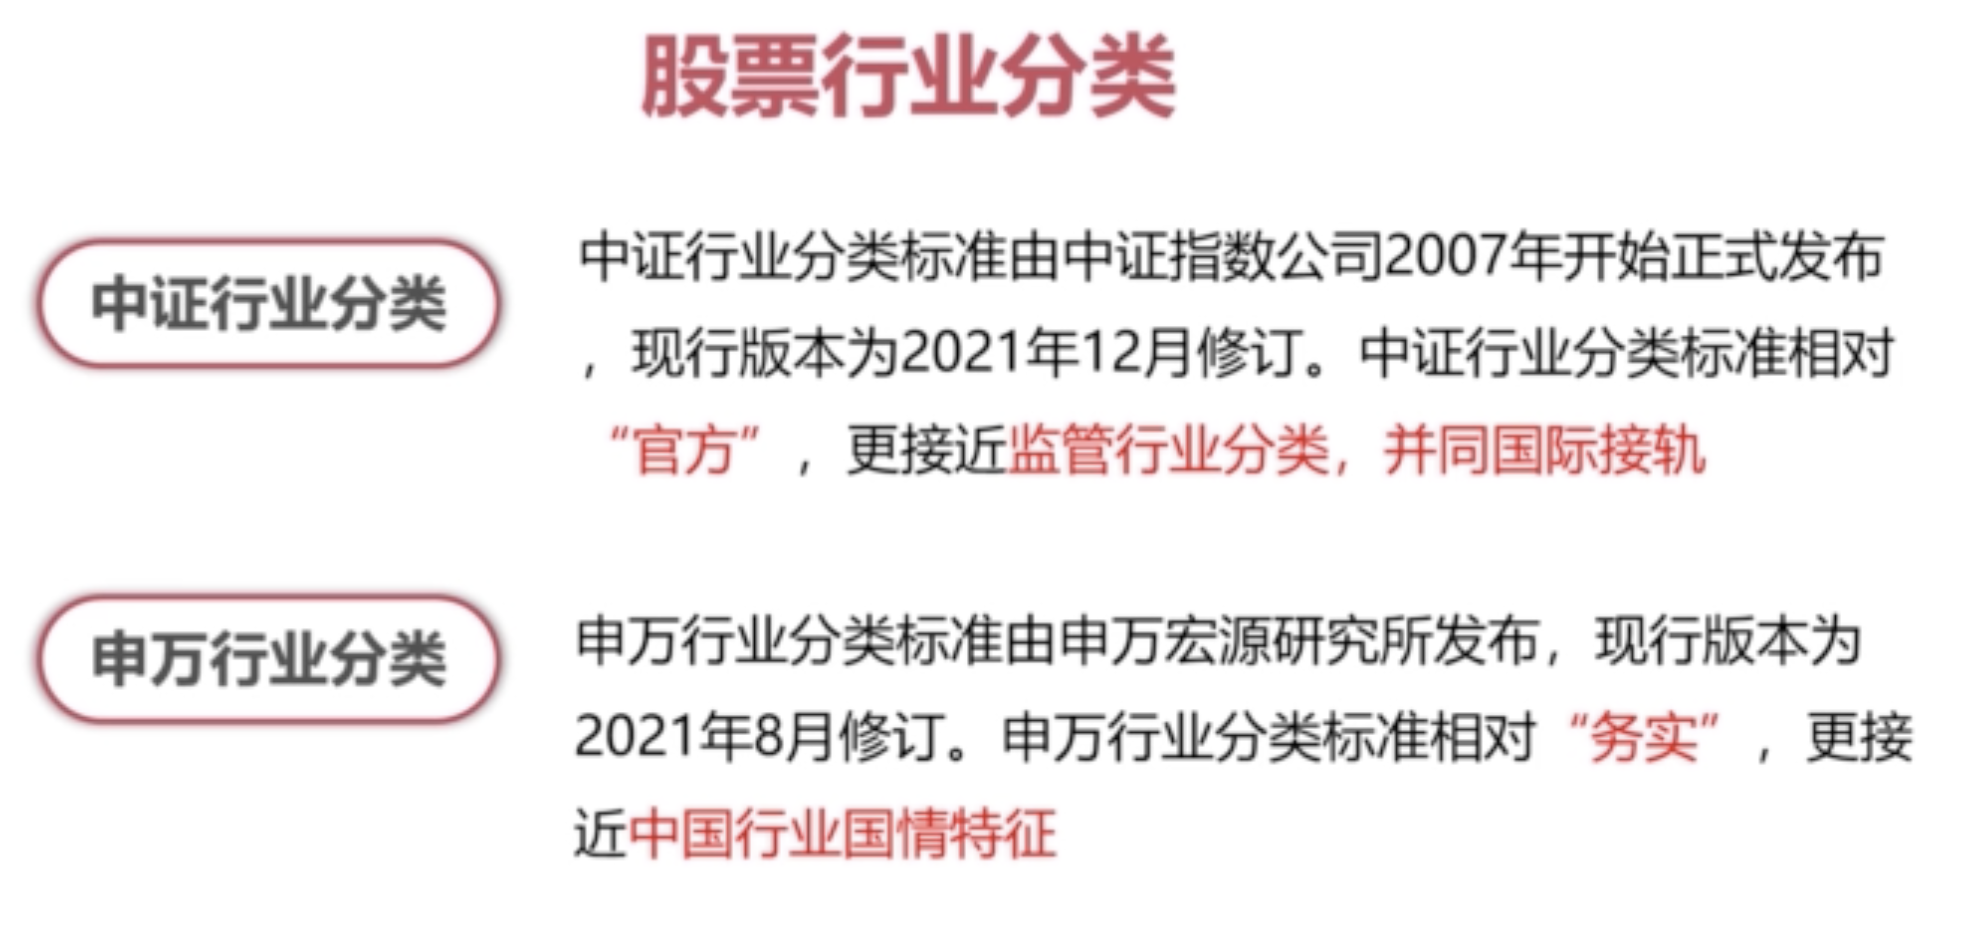 股票行业分类
中证行业分类
中证行业分类标准由中证指数公司2007年开始正式发布
，现行版本为2021年12月修订。中证行业分类标准相对
“官方”，更接近监管行业分类，并同国际接轨
申万行业分类
申万行业分类标准由申万宏源研究所发布，现行版本为
2021年8月修订。申万行业分类标准相对“务实”，更接
近中国行业国情特征